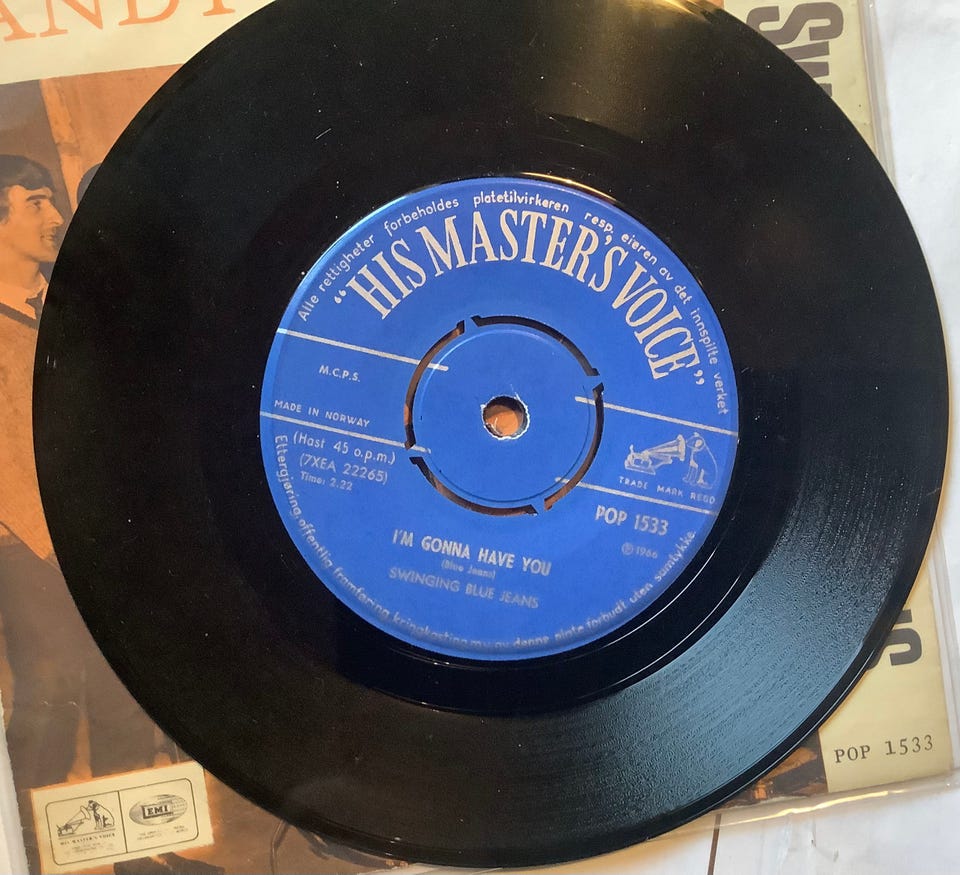 ANDY
Alle rettigheter forbeholdes platetilvirkeren resp. eieren av det innspilte verket
"HIS MASTER'S VOICE"
M.C.P.S.
MADE IN NORWAY
(Hast 45 o.p.m.)
(7XEA 22265)
Time: 2.22
TRADE MARK REGD
POP 1533
℗1966
I'M GONNA HAVE YOU
(Blue Jeans)
SWINGING BLUE JEANS
Ettergjøring, offentlig framføring kringkasting m.v. av denne plate forbudt uten samtykke
POP 1533
HIS MASTER'S VOICE
EMI